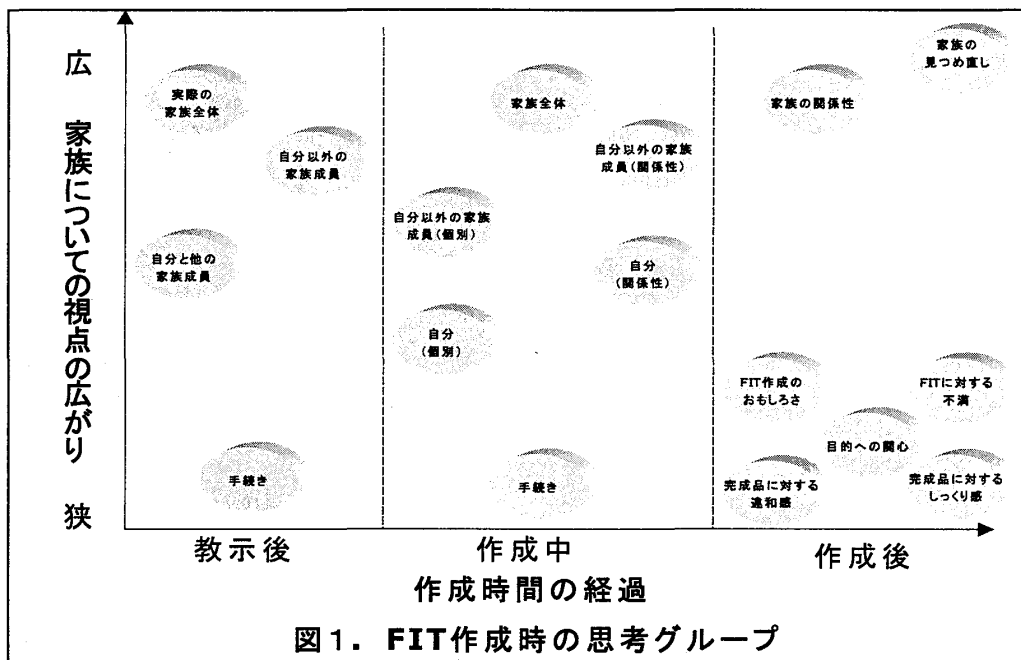 広
家族についての視点の広がり
狭
実際の
家族全体
自分以外の
家族成員
自分と他の
家族成員
手続き
家族全体
自分以外の家族
成員(関係性)
自分以外の家族
成員(個別)
自分
(関係性)
自分
(個別)
手続き
家族の
見つめ直し
家族の関係性
FIT作成の
おもしろさ
FITに対する
不満
目的への関心
完成品に対する
違和感
完成品に対する
しっくり感
教示後
作成中
作成後
作成時間の経過
図1. FIT作成時の思考グループ